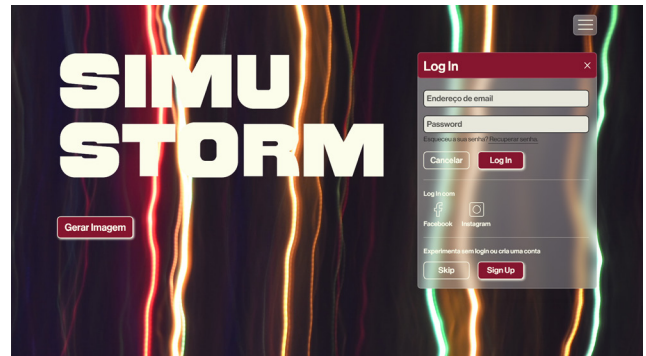 SIMU
STORM
Gerar Imagem
Log In
Endereço de email
Password
Esqueceu a sua senha? Recuperar senha.
Cancelar
Log In
Log In com
Facebook
Instagram
Experimenta sem login ou cria uma conta
Skip
Sign Up